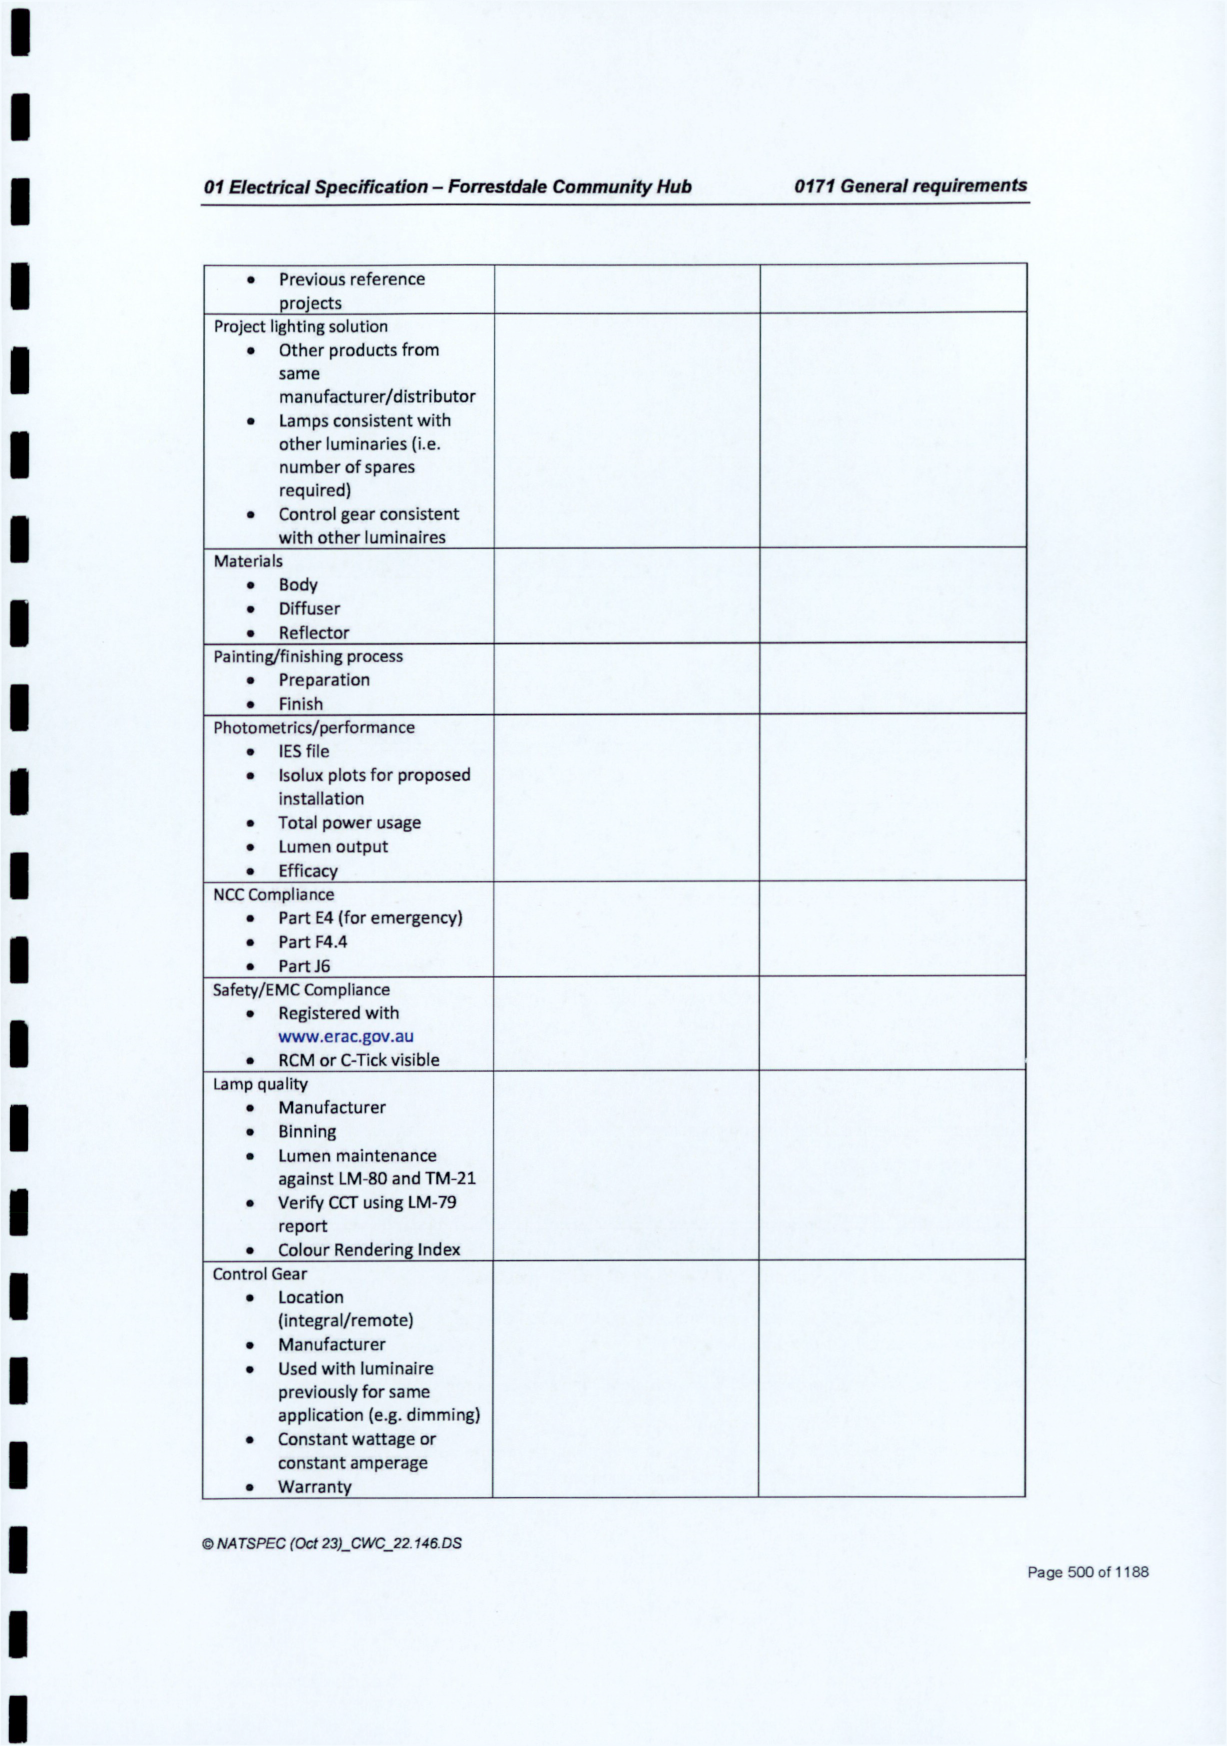 01 Electrical Specification – Forrestdale Community Hub 0171 General requirements
• Previous reference
projects
Project lighting solution
• Other products from
same
manufacturer/distributor
• Lamps consistent with
other luminaries (i.e.
number of spares
required)
• Control gear consistent
with other luminaires
Materials
• Body
• Diffuser
• Reflector
Painting/finishing process
• Preparation
• Finish
Photometrics/performance
• IES file
• Isolux plots for proposed
installation
• Total power usage
• Lumen output
• Efficacy
NCC Compliance
• Part E4 (for emergency)
• Part F4.4
• Part J6
Safety/EMC Compliance
• Registered with
www.erac.gov.au
• RCM or C-Tick visible
Lamp quality
• Manufacturer
• Binning
• Lumen maintenance
against LM-80 and TM-21
• Verify CCT using LM-79
report
• Colour Rendering Index
Control Gear
• Location
(integral/remote)
• Manufacturer
• Used with luminaire
previously for same
application (e.g. dimming)
• Constant wattage or
constant amperage
• Warranty
© NATSPEC (Oct 23)_CWC_22.146.DS
Page 500 of 1188